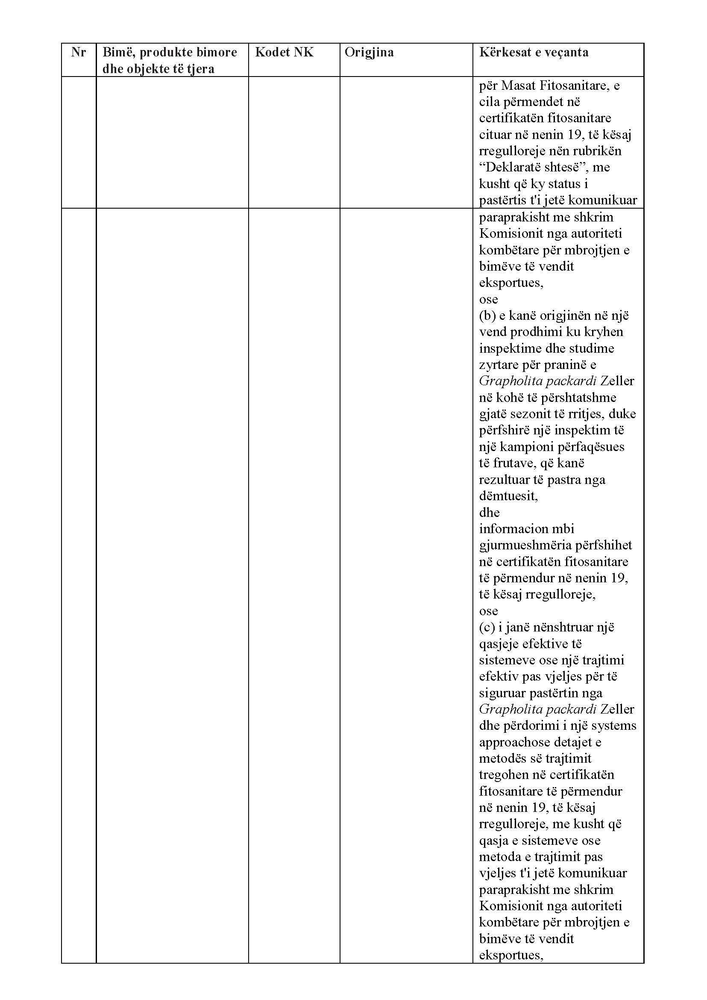 Nr
Bimë, produkte bimore
dhe objekte të tjera
Kodet NK
Origjina
Kërkesat e veçanta
për Masat Fitosanitare, e
cila përmendet në
certifikatën fitosanitare
cituar në nenin 19, të kësaj
rregulloreje nën rubrikën
“Deklaratë shtesë”, me
kusht që ky status i
pastërtis t'i jetë komunikuar
paraprakisht me shkrim
Komisionit nga autoriteti
kombëtare për mbrojtjen e
bimëve të vendit
eksportues,
ose
(b) e kanë origjinën në një
vend prodhimi ku kryhen
inspektime dhe studime
zyrtare për praninë e
Grapholita packardi Zeller
në kohë të përshtatshme
gjatë sezonit të rritjes, duke
përfshirë një inspektim të
një kampioni përfaqësues
të frutave, që kanë
rezultuar të pastra nga
dëmtuesit,
dhe
informacion mbi
gjurmueshmëria përfshihet
në certifikatën fitosanitare
të përmendur në nenin 19,
të kësaj rregulloreje,
ose
(c) i janë nënshtruar një
qasjeje efektive të
sistemeve ose një trajtimi
efektiv pas vjeljes për të
siguruar pastërtin nga
Grapholita packardi Zeller
dhe përdorimi i një systems
approachose detajet e
metodës së trajtimit
tregohen në certifikatën
fitosanitare të përmendur
në nenin 19, të kësaj
rregulloreje, me kusht që
qasja e sistemeve ose
metoda e trajtimit pas
vjeljes t'i jetë komunikuar
paraprakisht me shkrim
Komisionit nga autoriteti
kombëtare për mbrojtjen e
bimëve të vendit
eksportues,